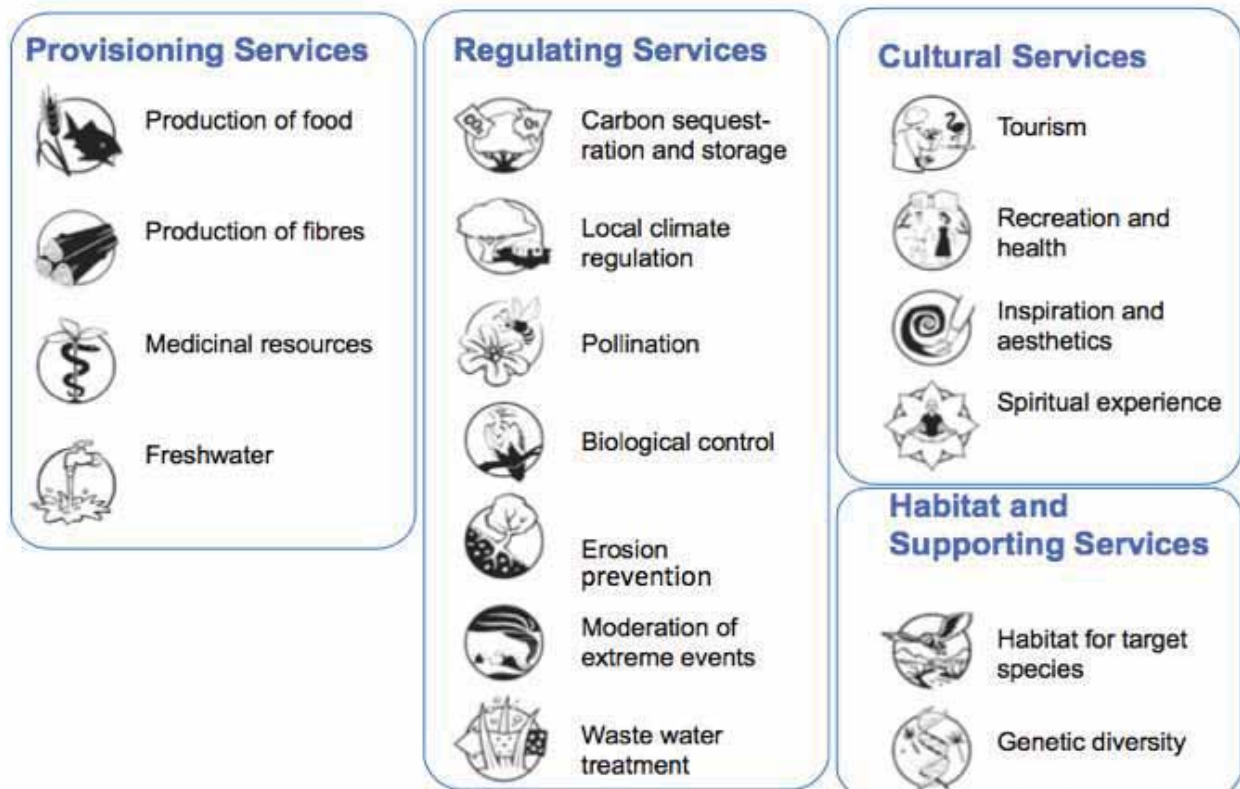 Provisioning Services
Production of food
Production of fibres
Medicinal resources
Freshwater
Regulating Services
Carbon sequest-
ration and storage
Local climate
regulation
Pollination
Biological control
Erosion
prevention
Moderation of
extreme events
Waste water
treatment
Cultural Services
Tourism
Recreation and
health
Inspiration and
aesthetics
Spiritual experience
Habitat and
Supporting Services
Habitat for target
species
Genetic diversity